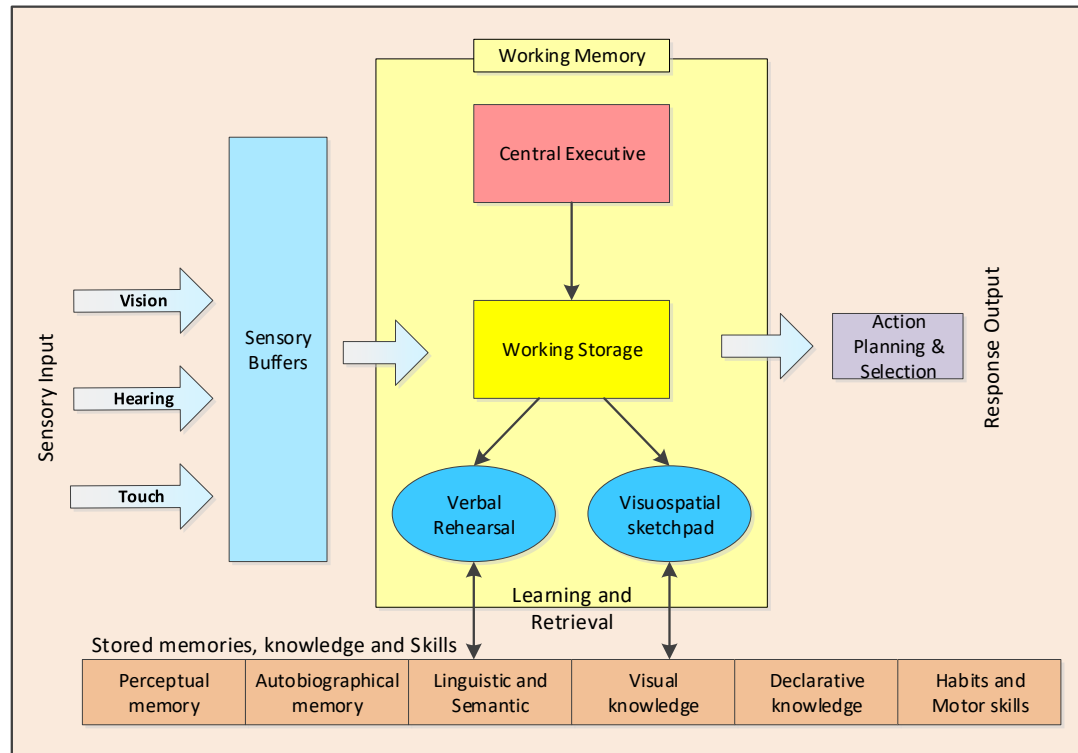 Working Memory
Central Executive
Sensory Input
Vision
Hearing
Touch
Sensory
Buffers
Working Storage
Action
Planning &
Selection
Response Output
Verbal
Rehearsal
Visuospatial
sketchpad
Learning and
Retrieval
Stored memories, knowledge and Skills
Perceptual
memory
Autobiographical
memory
Linguistic and
Semantic
Visual
knowledge
Declarative
knowledge
Habits and
Motor skills